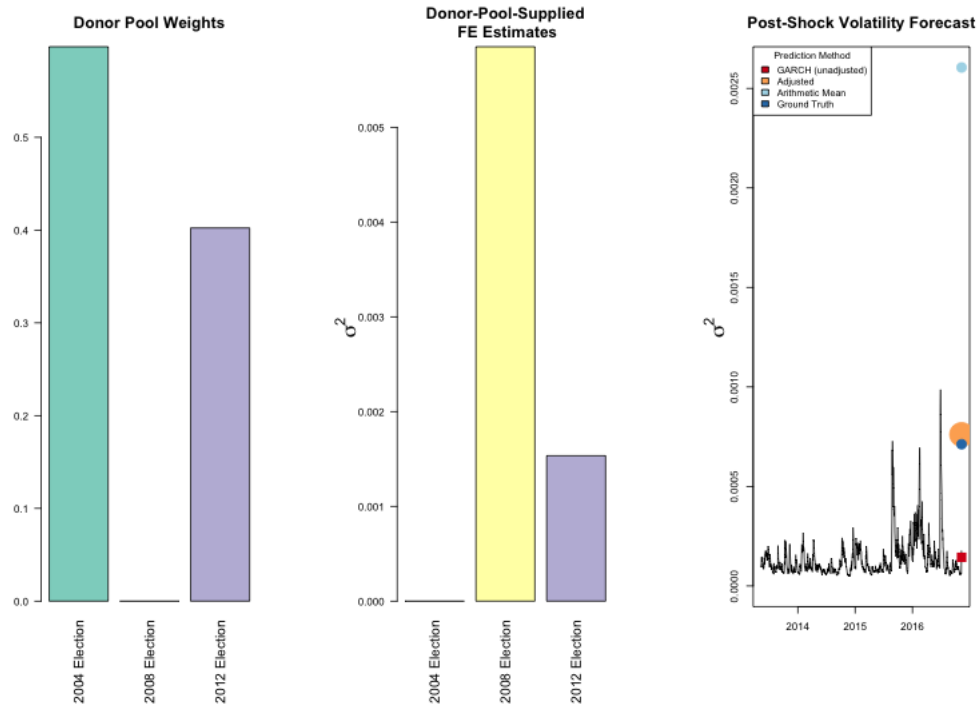 Donor Pool Weights
0.5
0.4
0.3
0.2
0.1
0.0
2004 Election
2008 Election
2012 Election
Donor-Pool-Supplied
FE Estimates
σ²
0.005
0.004
0.003
0.002
0.001
0.000
2004 Election
2008 Election
2012 Election
Post-Shock Volatility Forecast
Prediction Method
GARCH (unadjusted)
Adjusted
Arithmetic Mean
Ground Truth
σ²
0.0025
0.0020
0.0015
0.0010
0.0005
0.0000
2014
2015
2016